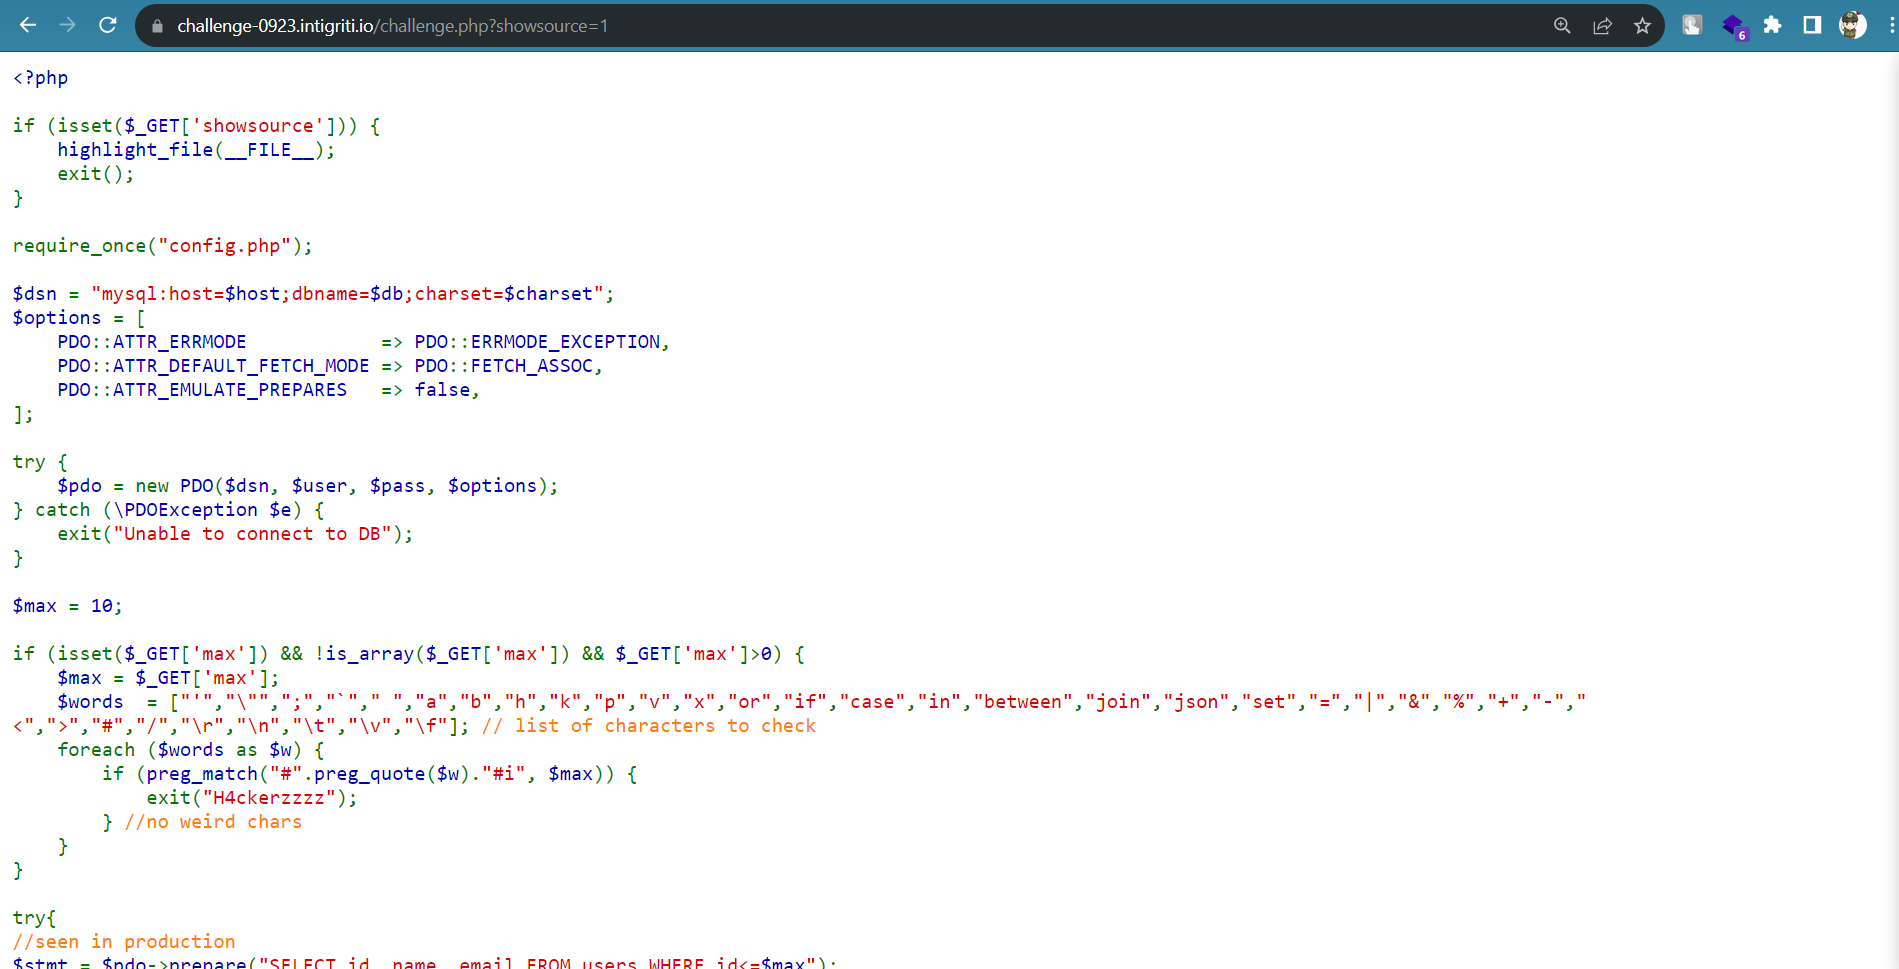 challenge-0923.intigriti.io/challenge.php?showsource=1
6
<?php
if (isset($_GET['showsource'])) {
    highlight_file(__FILE__);
    exit();
}
require_once("config.php");
$dsn = "mysql:host=$host;dbname=$db;charset=$charset";
$options = [
    PDO::ATTR_ERRMODE            => PDO::ERRMODE_EXCEPTION,
    PDO::ATTR_DEFAULT_FETCH_MODE => PDO::FETCH_ASSOC,
    PDO::ATTR_EMULATE_PREPARES   => false,
];
try {
    $pdo = new PDO($dsn, $user, $pass, $options);
} catch (\PDOException $e) {
    exit("Unable to connect to DB");
}
$max = 10;
if (isset($_GET['max']) && !is_array($_GET['max']) && $_GET['max']>0) {
    $max = $_GET['max'];
    $words  = ["'","\"",";","`"," ","a","b","h","k","p","v","x","or","if","case","in","between","join","json","set","=","|","&","%","+","-","
<",">","#","/","\r","\n","\t","\v","\f"]; // list of characters to check
    foreach ($words as $w) {
        if (preg_match("#".preg_quote($w)."#i", $max)) {
            exit("H4ckerzzzz");
        } //no weird chars
    }
}
try{
//seen in production
$stmt = $pdo->prepare("SELECT id, name, email FROM users WHERE id<=$max");